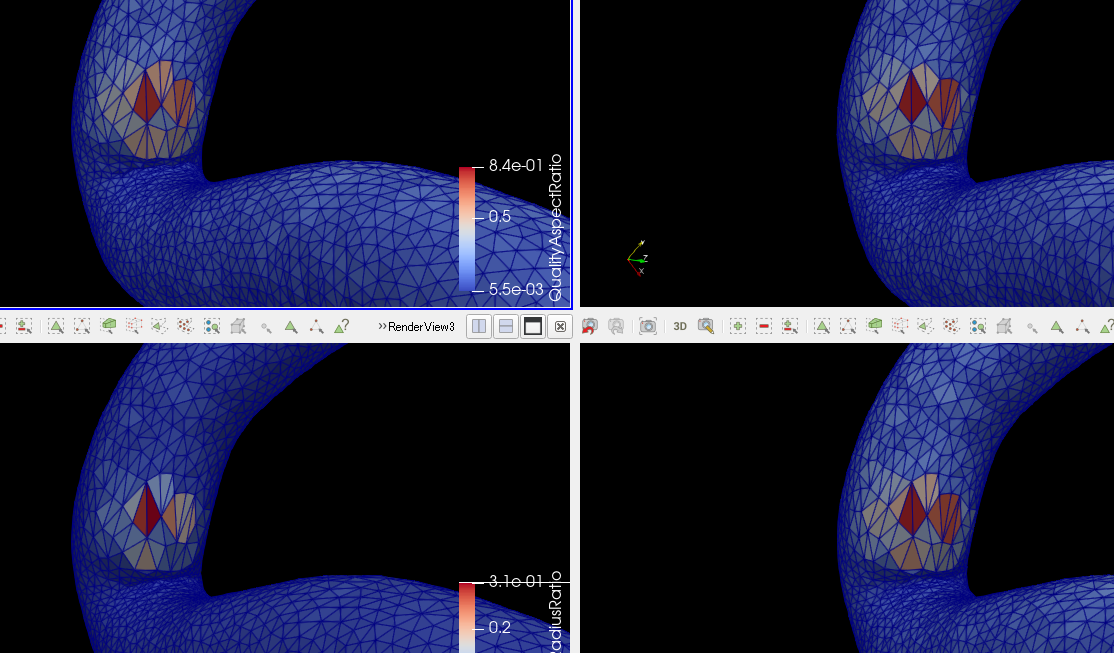 8.4e-01
0.5
5.5e-03
QualityAspectRatio
Y
Z
X
»RenderView3
3D
3.1e-01
0.2
adiusRatio